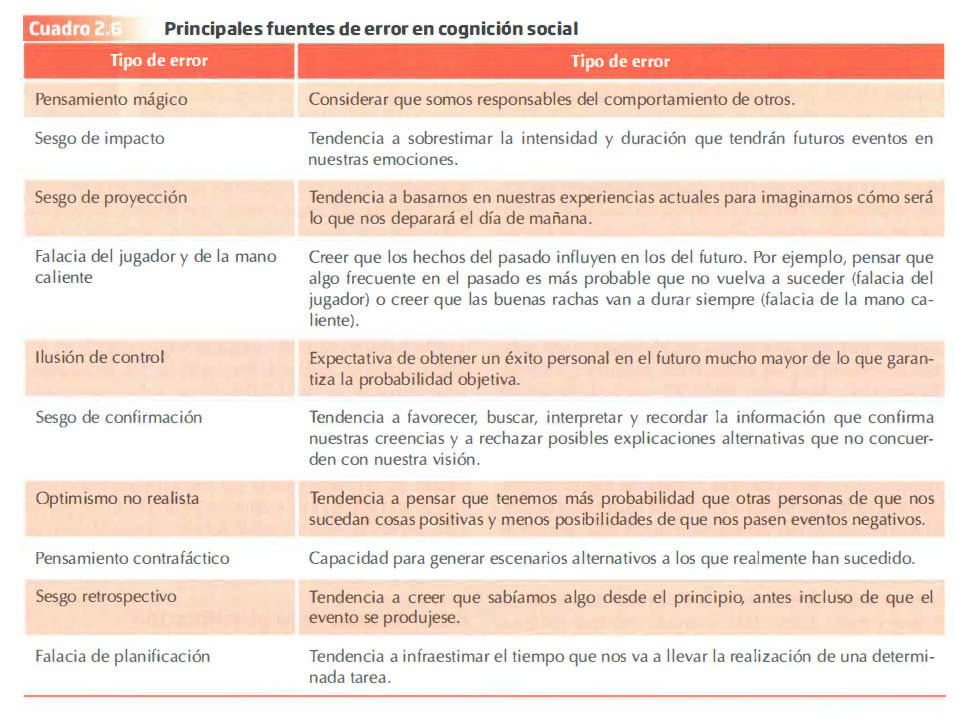 Cuadro 2.6 Principales fuentes de error en cognición social
Tipo de error Tipo de error
Pensamiento mágico Considerar que somos responsables del comportamiento de otros.
Sesgo de impacto Tendencia a sobrestimar la intensidad y duración que tendrán futuros eventos en
nuestras emociones.
Sesgo de proyección Tendencia a basarnos en nuestras experiencias actuales para imaginarnos cómo será
lo que nos deparará el día de mañana.
Falacia del jugador y de la mano
caliente
Creer que los hechos del pasado influyen en los del futuro. Por ejemplo, pensar que
algo frecuente en el pasado es más probable que no vuelva a suceder (falacia del
jugador) o creer que las buenas rachas van a durar siempre (falacia de la mano ca-
liente).
Ilusión de control Expectativa de obtener un éxito personal en el futuro mucho mayor de lo que garan-
tiza la probabilidad objetiva.
Sesgo de confirmación Tendencia a favorecer, buscar, interpretar y recordar la información que confirma
nuestras creencias y a rechazar posibles explicaciones alternativas que no concuer-
den con nuestra visión.
Optimismo no realista Tendencia a pensar que tenemos más probabilidad que otras personas de que nos
sucedan cosas positivas y menos posibilidades de que nos pasen eventos negativos.
Pensamiento contrafáctico Capacidad para generar escenarios alternativos a los que realmente han sucedido.
Sesgo retrospectivo Tendencia a creer que sabíamos algo desde el principio, antes incluso de que el
evento se produjese.
Falacia de planificación Tendencia a infraestimar el tiempo que nos va a llevar la realización de una determi-
nada tarea.